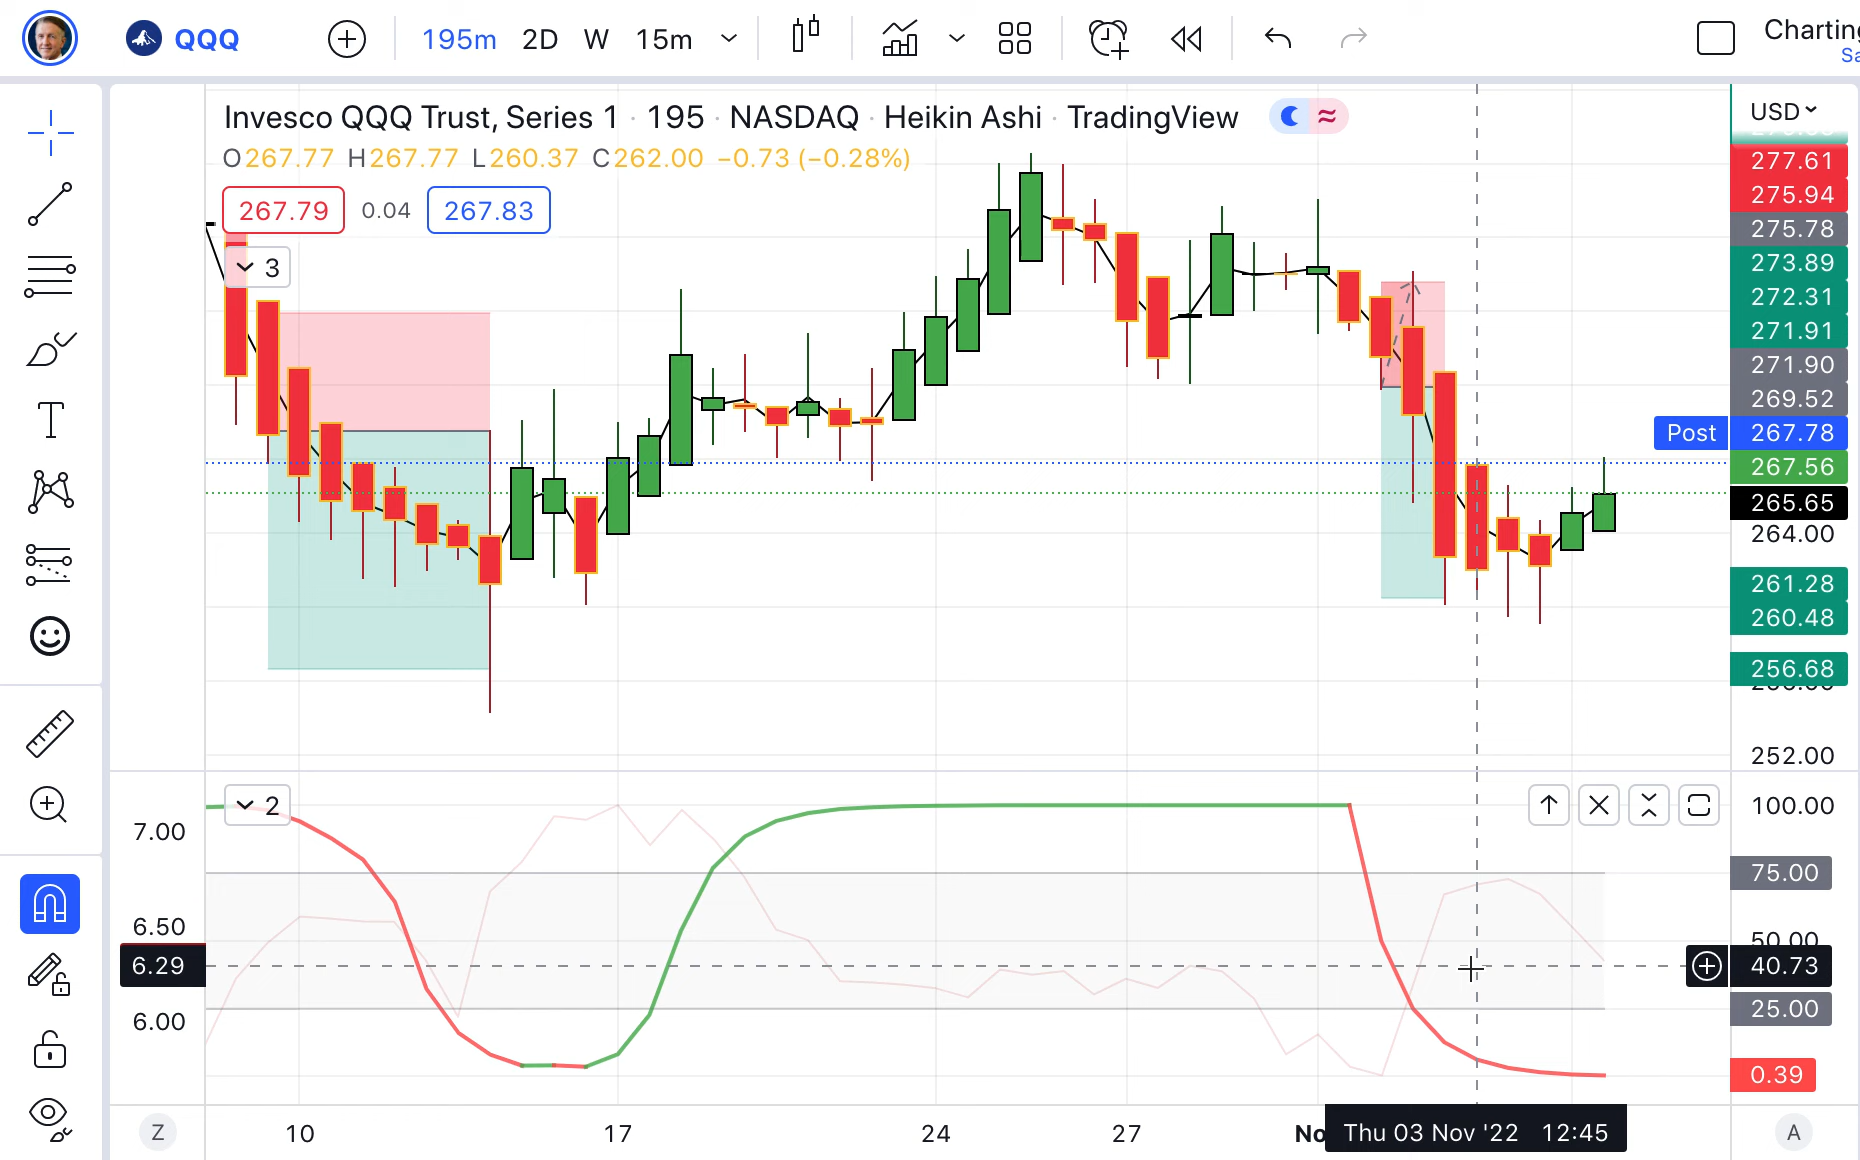 QQQ 195m 2D W 15m
Charting
Sa
Invesco QQQ Trust, Series 1 · 195 · NASDAQ · Heikin Ashi · TradingView
USD
O267.77 H267.77 L260.37 C262.00 −0.73 (−0.28%)
267.79 0.04 267.83
3
277.61
275.94
275.78
273.89
272.31
271.91
271.90
269.52
Post 267.78
267.56
265.65
264.00
261.28
260.48
256.68
252.00
2
7.00
6.50
6.29
6.00
100.00
75.00
50.00
40.73
25.00
0.39
Z 10 17 24 27 No Thu 03 Nov '22 12:45 A
T